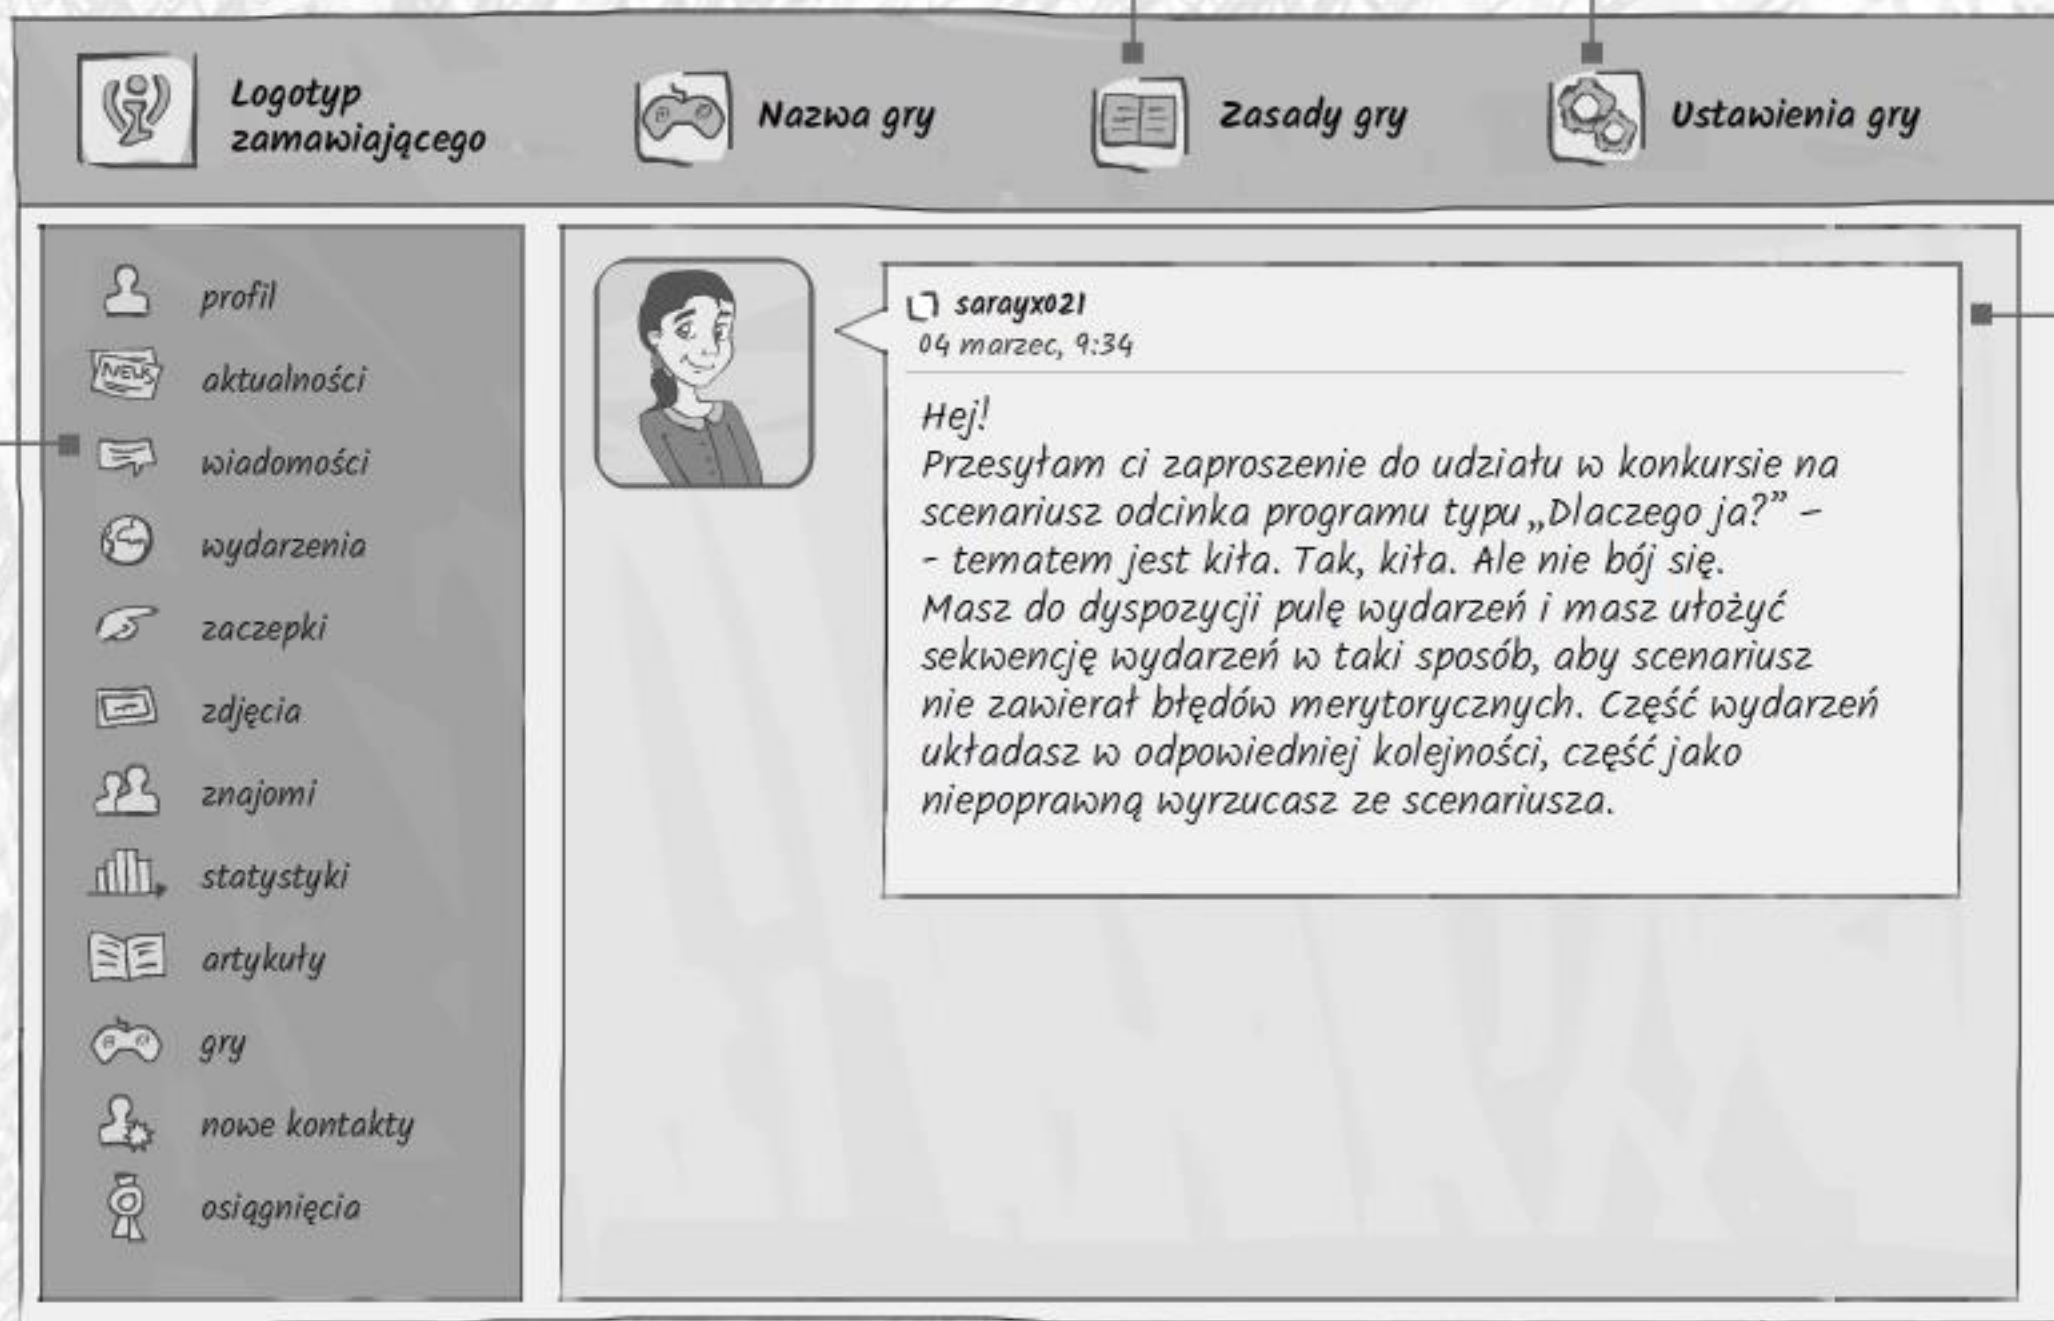 Logotyp
zamawiającego
Nazwa gry
Zasady gry
Ustawienia gry
profil
NEWS
aktualności
wiadomości
wydarzenia
zaczepki
zdjęcia
znajomi
statystyki
artykuły
gry
nowe kontakty
osiągnięcia
sarayx021
04 marzec, 9:34
Hej!
Przesyłam ci zaproszenie do udziału w konkursie na
scenariusz odcinka programu typu „Dlaczego ja?” –
- tematem jest kiła. Tak, kiła. Ale nie bój się.
Masz do dyspozycji pulę wydarzeń i masz ułożyć
sekwencję wydarzeń w taki sposób, aby scenariusz
nie zawierał błędów merytorycznych. Część wydarzeń
układasz w odpowiedniej kolejności, część jako
niepoprawną wyrzucasz ze scenariusza.